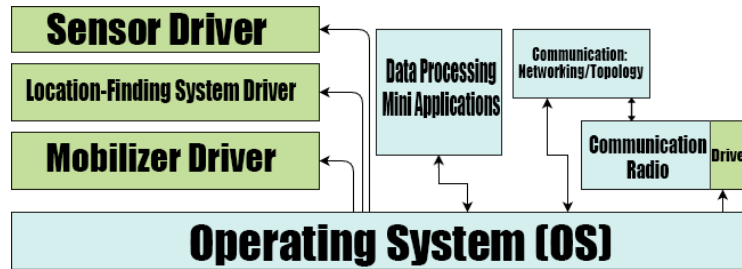 Sensor Driver
Location-Finding System Driver
Mobilizer Driver
Data Processing
Mini Applications
Communication:
Networking/Topology
Communication
Radio
Drive
Operating System (OS)